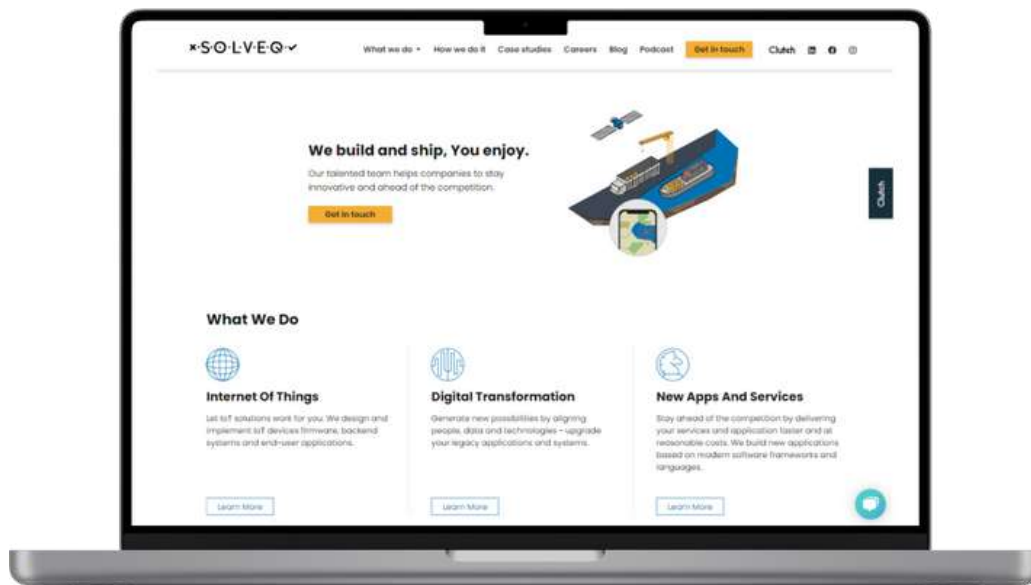 ×·S·O·L·V·E·Q·✓
What we do How we do it Case studies Careers Blog Podcast Get in touch Clutch
We build and ship, You enjoy.
Our talented team helps companies to stay
innovative and ahead of the competition.
Get in touch
Clutch
What We Do
Internet Of Things
Let IoT solutions work for you. We design and
implement IoT devices firmware, backend
systems and end-user applications.
Learn More
Digital Transformation
Generate new possibilities by aligning
people, data and technologies – upgrade
your legacy applications and systems.
Learn More
New Apps And Services
Stay ahead of the competition by delivering
your services and application faster and at
reasonable costs. We build new applications
based on modern software frameworks and
languages.
Learn More